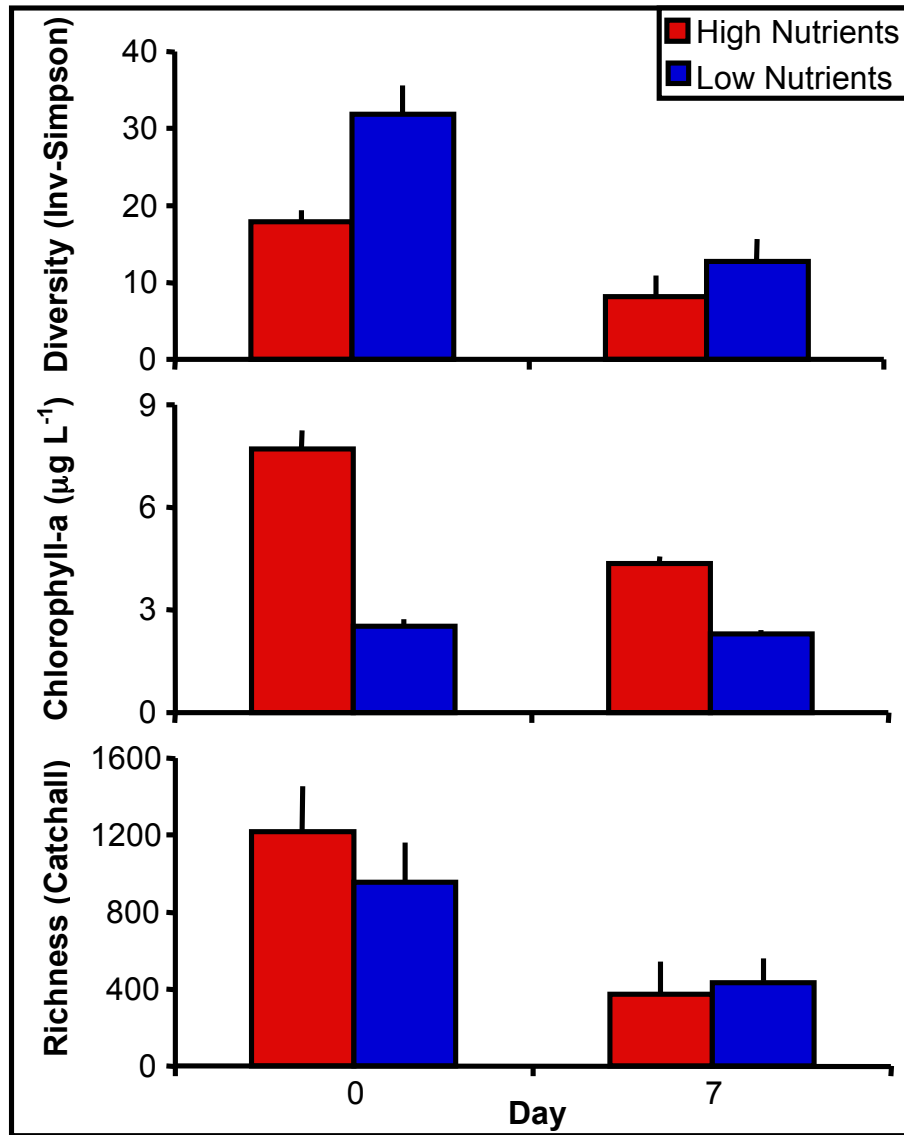 High Nutrients
Low Nutrients
Diversity (Inv-Simpson)
40
30
20
10
0
Chlorophyll-a (µg L-1)
9
6
3
0
Richness (Catchall)
1600
1200
800
400
0
0
7
Day